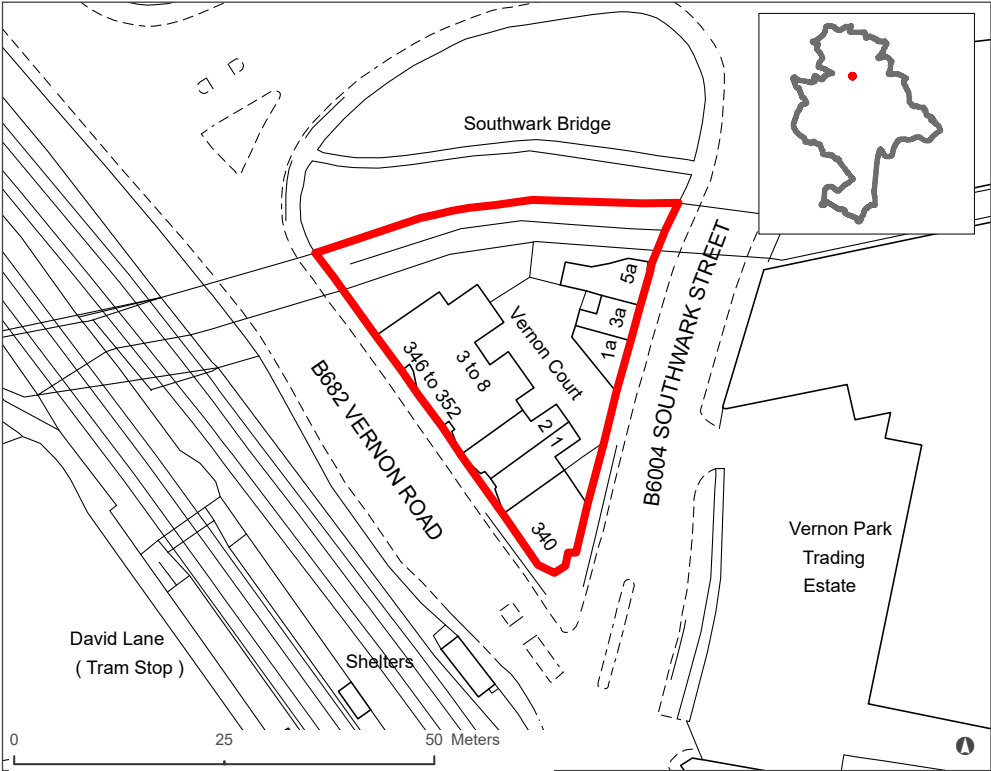 Southwark Bridge
B6004 SOUTHWARK STREET
5a
3a
1a
Vernon Court
346 to 352
3 to 8
2
1
340
B682 VERNON ROAD
Vernon Park
Trading
Estate
David Lane
( Tram Stop )
Shelters
0 25 50 Meters